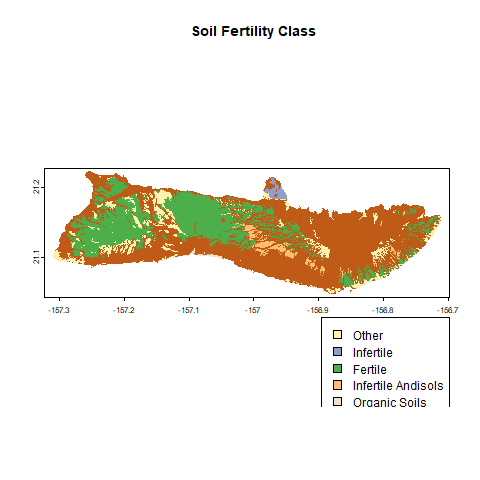 Soil Fertility Class
21.2
21.1
-157.3 -157.2 -157.1 -157 -156.9 -156.8 -156.7
Other
Infertile
Fertile
Infertile Andisols
Organic Soils